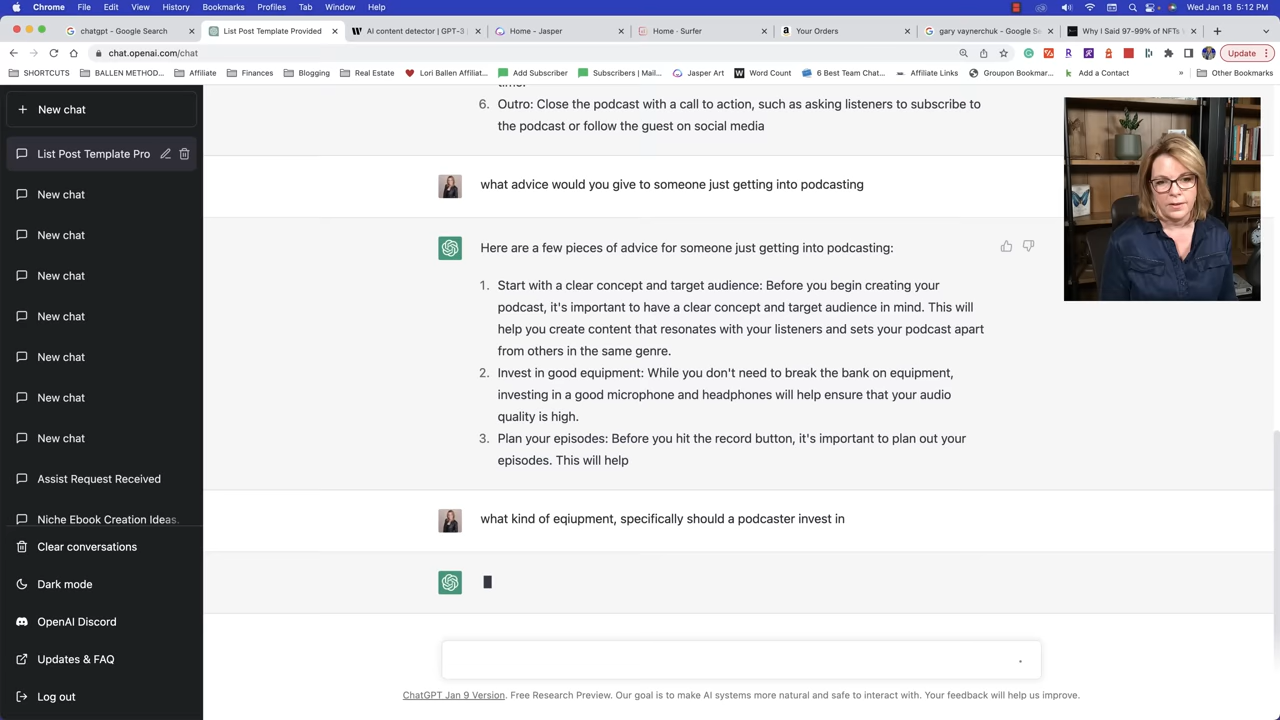 Chrome File Edit View History Bookmarks Profiles Tab Window Help Wed Jan 18 5:12 PM
chatgpt - Google Search List Post Template Provided AI content detector | GPT-3 Home - Jasper Home - Surfer Your Orders gary vaynerchuk - Google Se Why I Said 97-99% of NFTs
chat.openai.com/chat Update
SHORTCUTS BALLEN METHOD... Affiliate Finances Blogging Real Estate Lori Ballen Affiliat... Add Subscriber Subscribers | Mail... Jasper Art Word Count 6 Best Team Chat... Affiliate Links Groupon Bookmar... Add a Contact » Other Bookmarks
New chat
List Post Template Pro
New chat
New chat
New chat
New chat
New chat
New chat
New chat
Assist Request Received
Niche Ebook Creation Ideas.
Clear conversations
Dark mode
OpenAI Discord
Updates & FAQ
Log out
time.
6. Outro: Close the podcast with a call to action, such as asking listeners to subscribe to
the podcast or follow the guest on social media
what advice would you give to someone just getting into podcasting
Here are a few pieces of advice for someone just getting into podcasting:
1. Start with a clear concept and target audience: Before you begin creating your
podcast, it's important to have a clear concept and target audience in mind. This will
help you create content that resonates with your listeners and sets your podcast apart
from others in the same genre.
2. Invest in good equipment: While you don't need to break the bank on equipment,
investing in a good microphone and headphones will help ensure that your audio
quality is high.
3. Plan your episodes: Before you hit the record button, it's important to plan out your
episodes. This will help
what kind of eqiupment, specifically should a podcaster invest in
ChatGPT Jan 9 Version. Free Research Preview. Our goal is to make AI systems more natural and safe to interact with. Your feedback will help us improve.